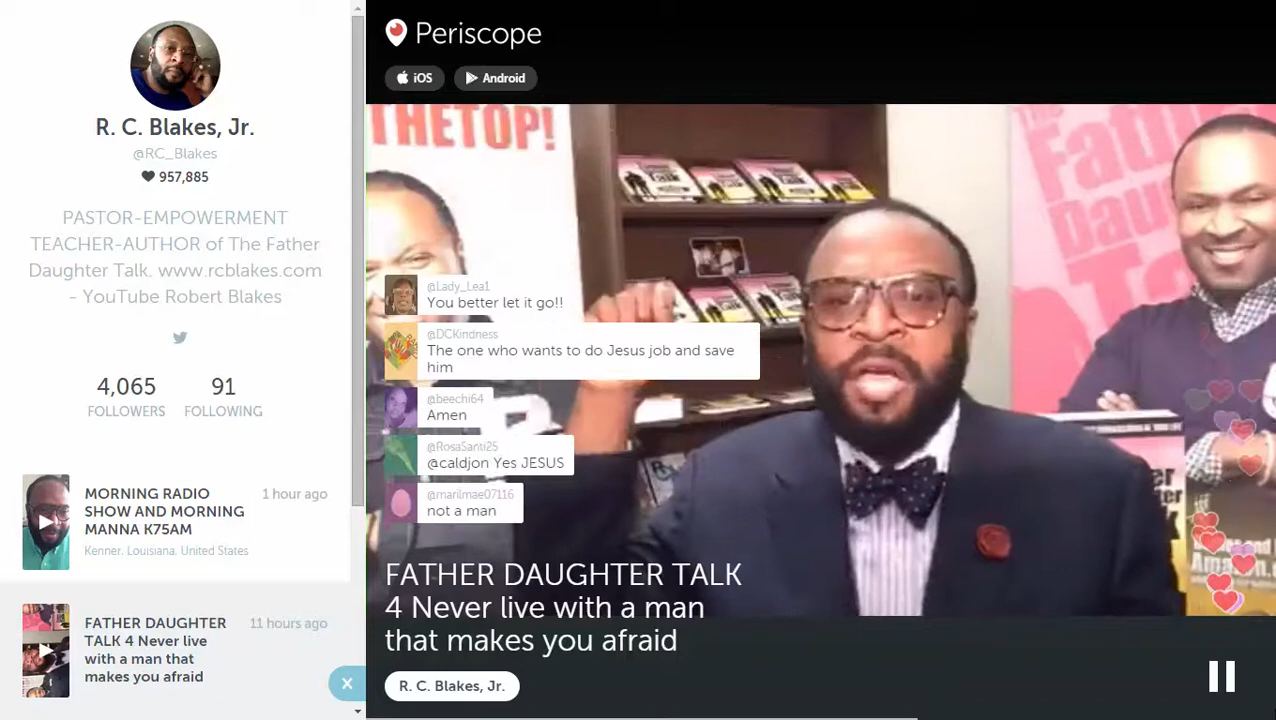 R. C. Blakes, Jr.
@RC_Blakes
957,885
PASTOR-EMPOWERMENT
TEACHER-AUTHOR of The Father
Daughter Talk. www.rcblakes.com
- YouTube Robert Blakes
4,065
91
FOLLOWERS
FOLLOWING
MORNING RADIO
SHOW AND MORNING
MANNA K75AM
1 hour ago
Kenner, Louisiana, United States
FATHER DAUGHTER
TALK 4 Never live
with a man that
makes you afraid
11 hours ago
Periscope
iOS
Android
THETOP!
The
Father
Daug
Ta
@Lady_Lea1
You better let it go!!
@DCKindness
The one who wants to do Jesus job and save
him
@beechi64
Amen
@RosaSanti25
@caldjon Yes JESUS
@marilmae07116
not a man
FATHER DAUGHTER TALK
4 Never live with a man
that makes you afraid
R. C. Blakes, Jr.